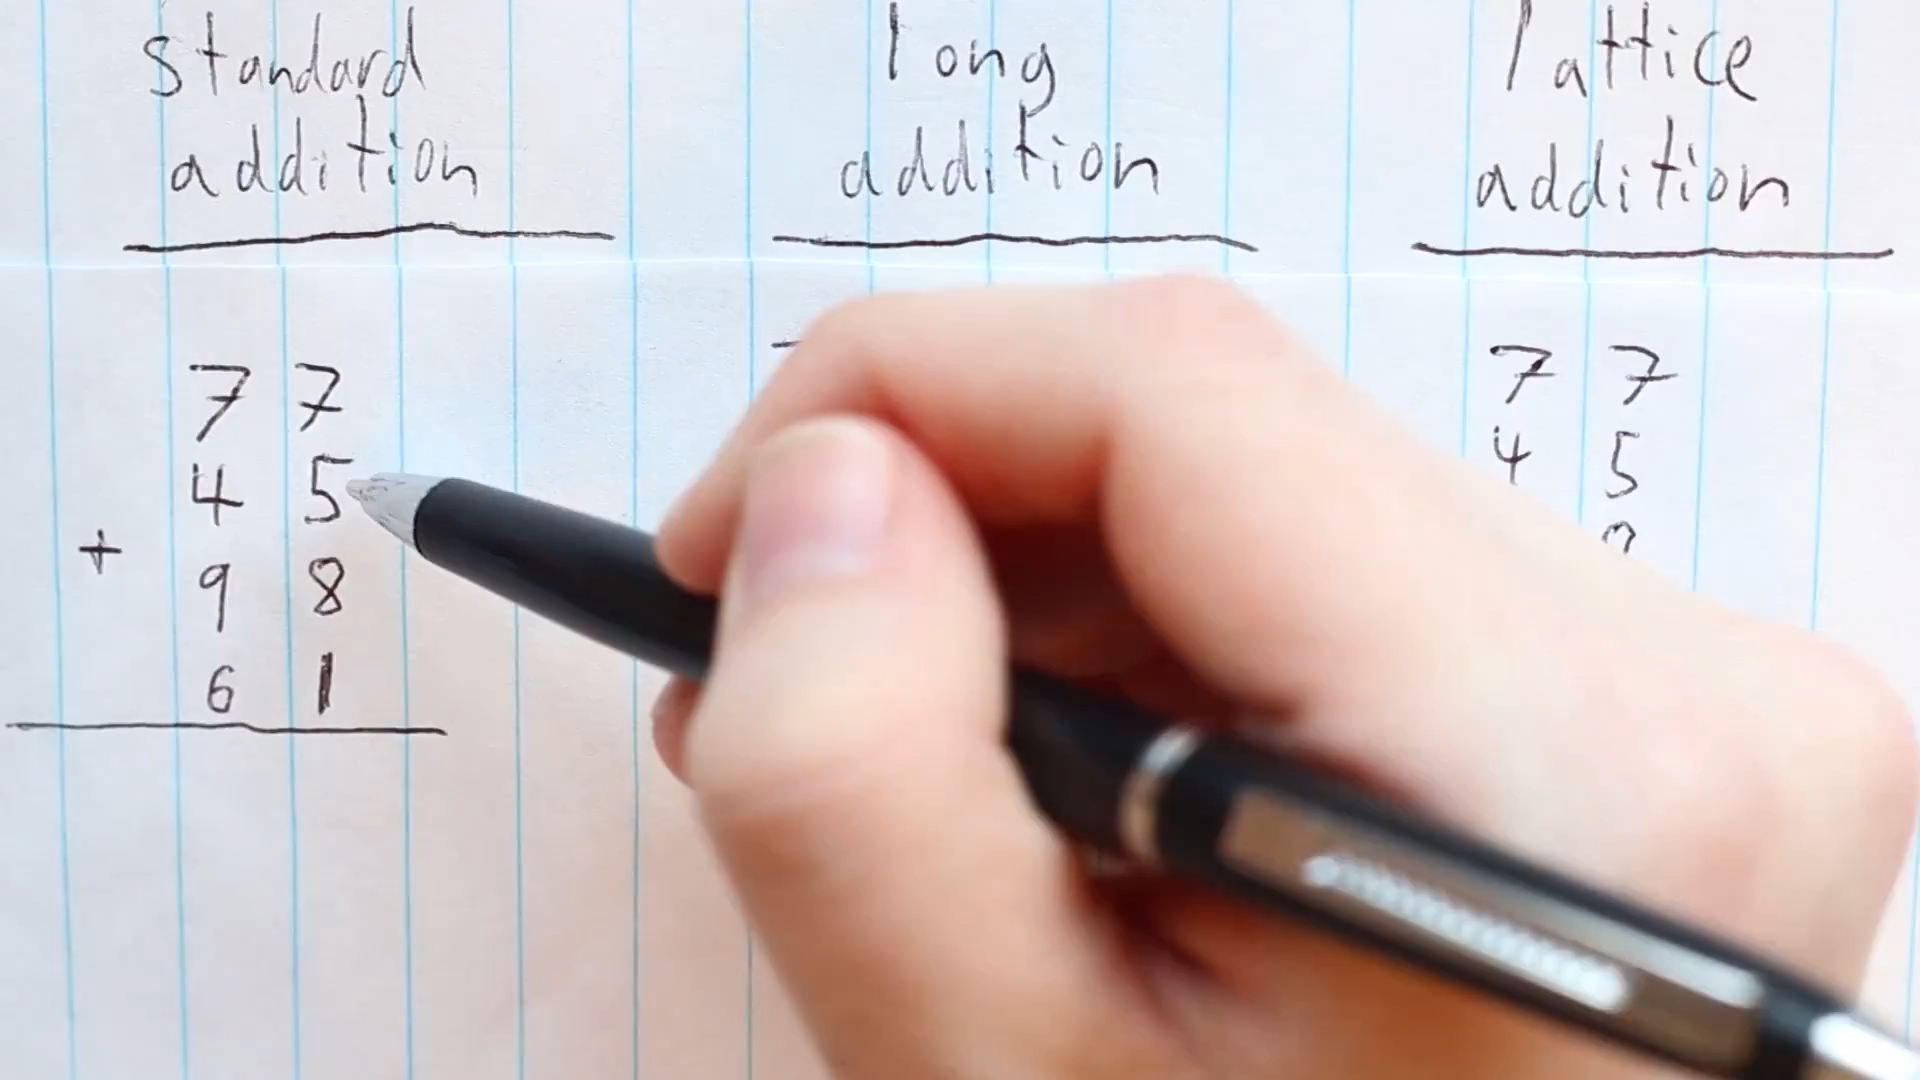 standard
addition
7 7
4 5
+
9 8
6 1
long
addition
lattice
addition
7 7
4 5